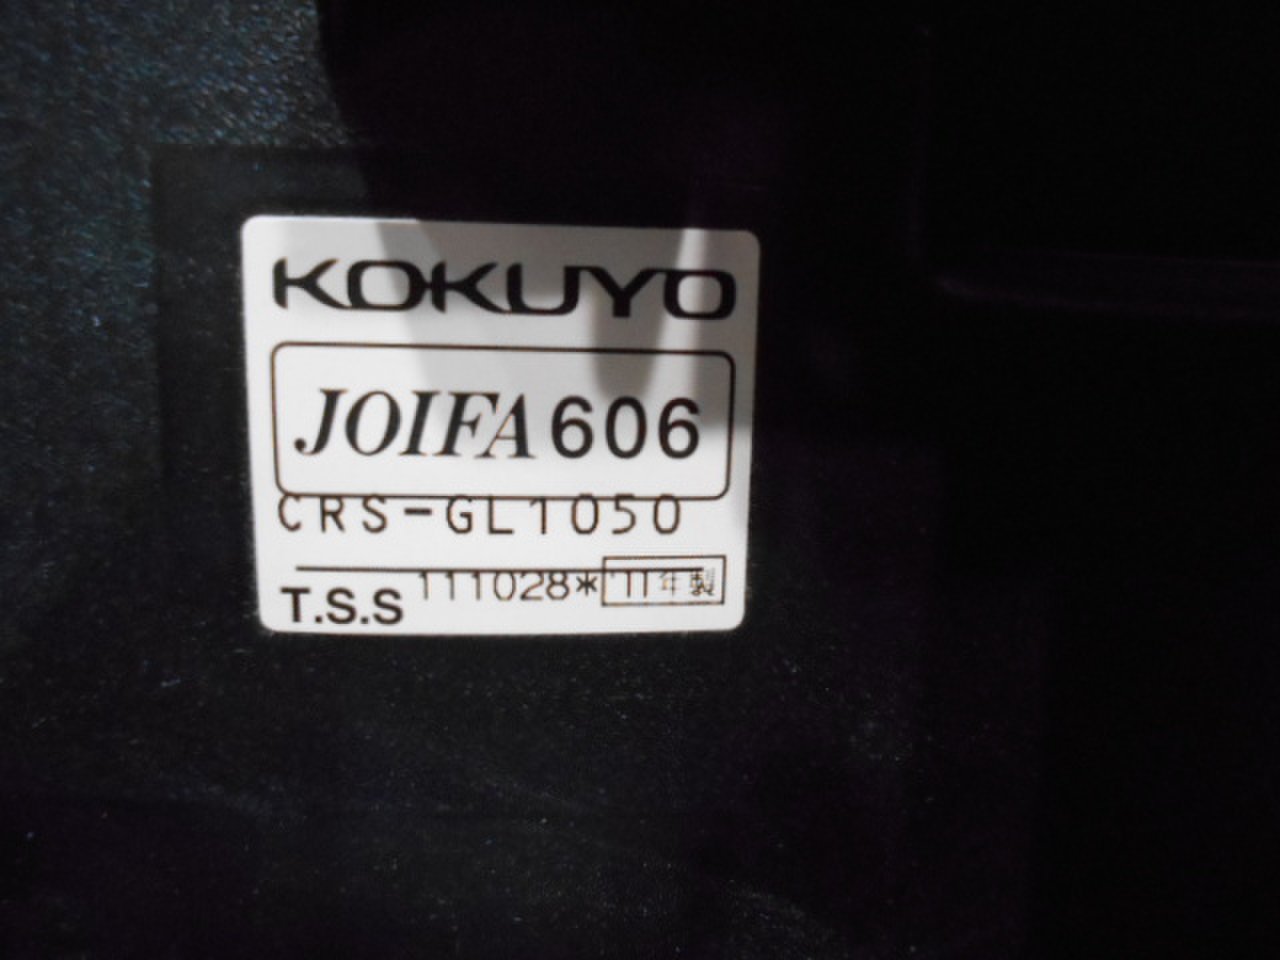 KOKUYO
JOIFA 606
CRS-GL1050
T.S.S 111028* '11年製